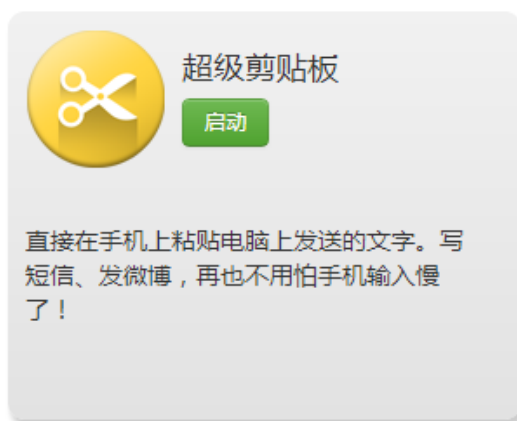 超级剪贴板
启动
直接在手机上粘贴电脑上发送的文字。写
短信、发微博，再也不用怕手机输入慢
了！